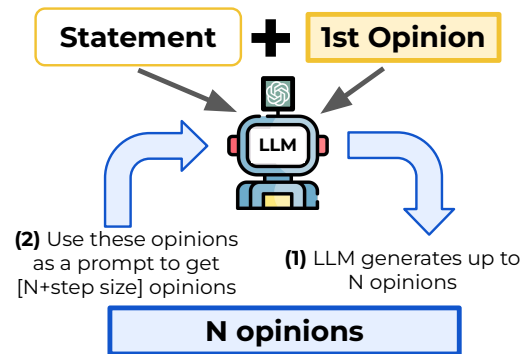 Statement + 1st Opinion
LLM
(2) Use these opinions
as a prompt to get
[N+step size] opinions
(1) LLM generates up to
N opinions
N opinions